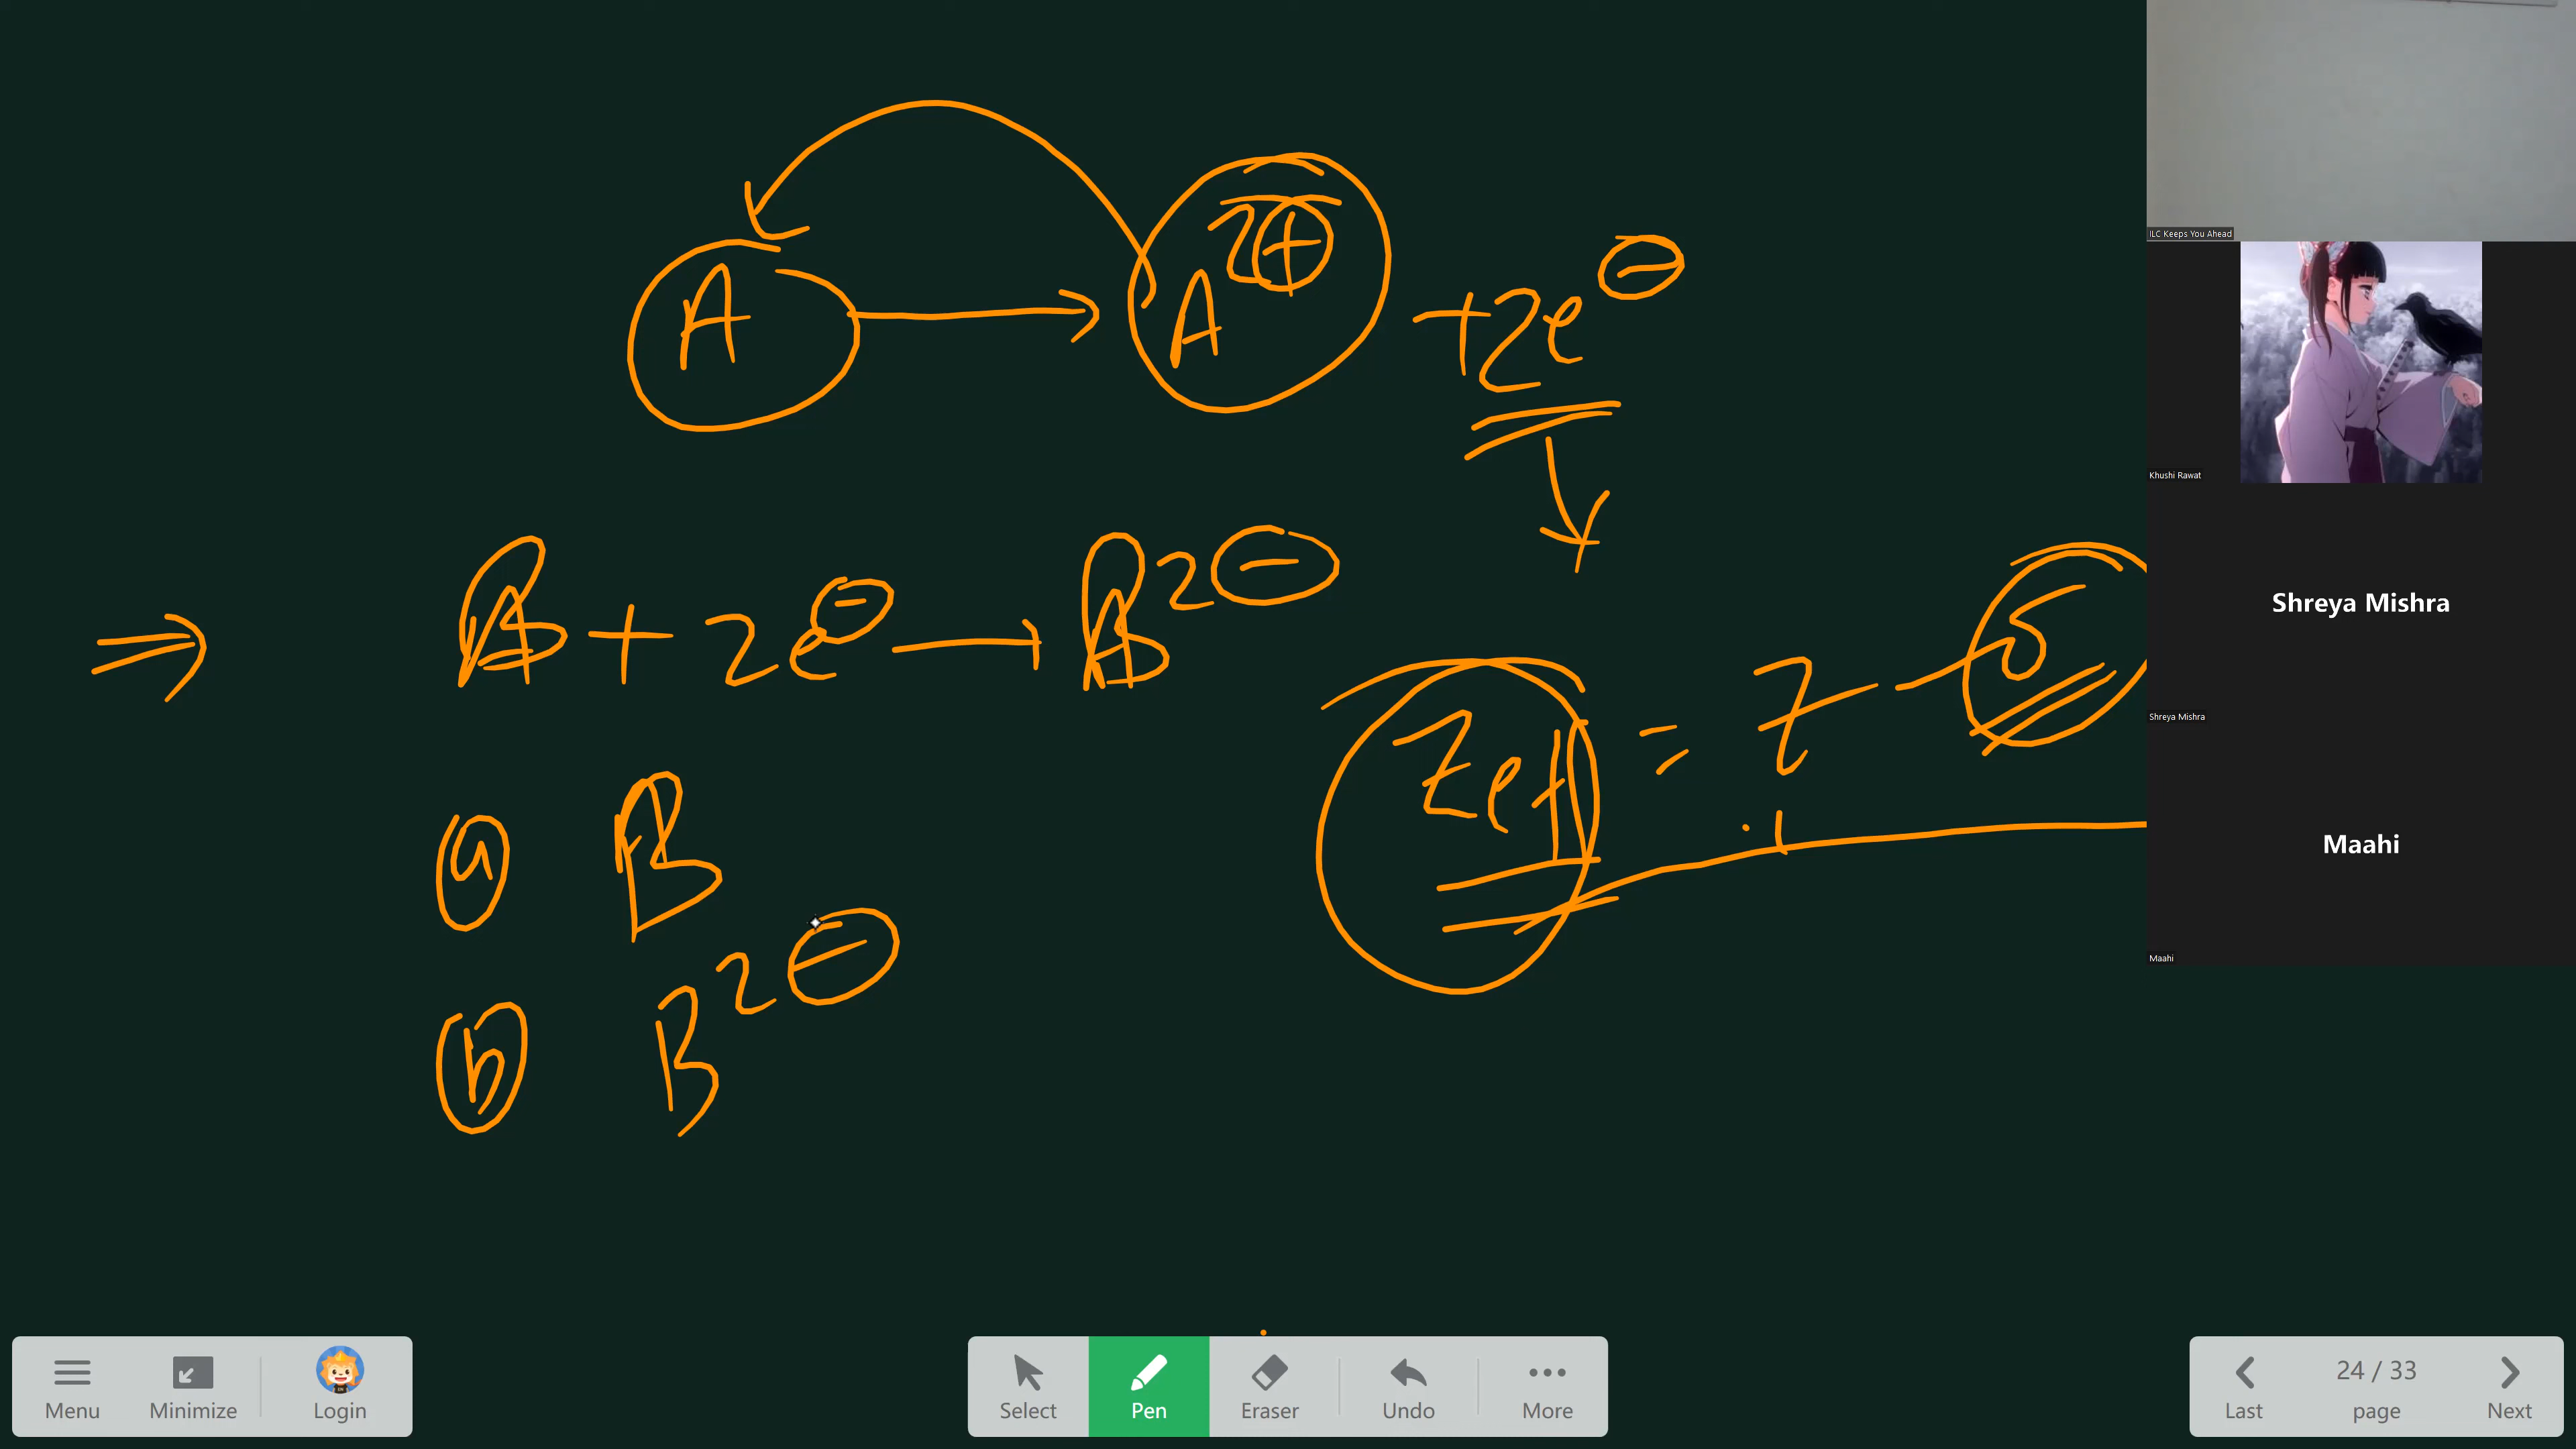 A → A²⊕ + 2e⊖
ILC Keeps You Ahead
Khushi Rawat
⇒ B + 2e⊖ → B²⊖
Shreya Mishra
Shreya Mishra
Zeff = Z - σ
(a) B
(b) B²⊖
Maahi
Maahi
Menu Minimize Login
Select Pen Eraser Undo More
24 / 33
Last page Next